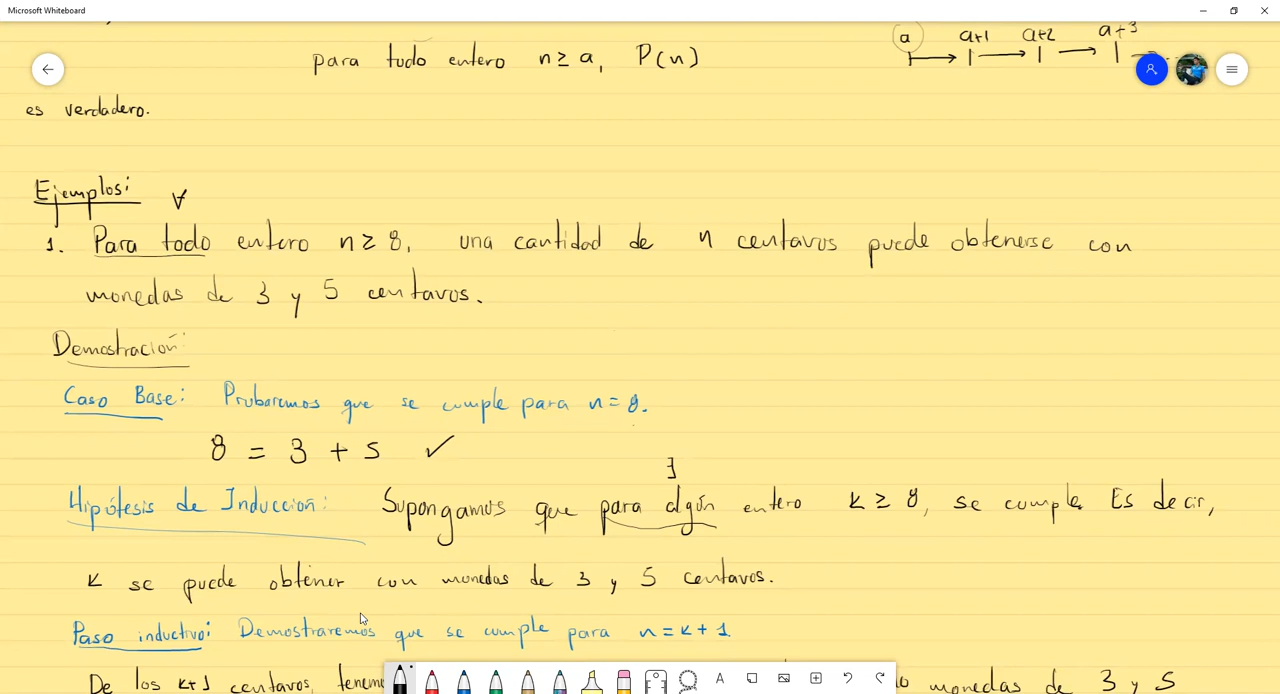 Microsoft Whiteboard
a a+1 a+2 a+3
para todo entero n ≥ a, P(n)
es verdadero.
Ejemplos: ∀
1. Para todo entero n ≥ 8, una cantidad de n centavos puede obtenerse con
monedas de 3 y 5 centavos.
Demostración:
Caso Base: Probaremos que se cumple para n = 8.
8 = 3 + 5 ✓
∃
Hipótesis de Inducción: Supongamos que para algún entero k ≥ 8, se cumple. Es decir,
k se puede obtener con monedas de 3 y 5 centavos.
Paso inductivo: Demostraremos que se cumple para n = k + 1.
De los k+1 centavos, monedas de 3 y 5
A